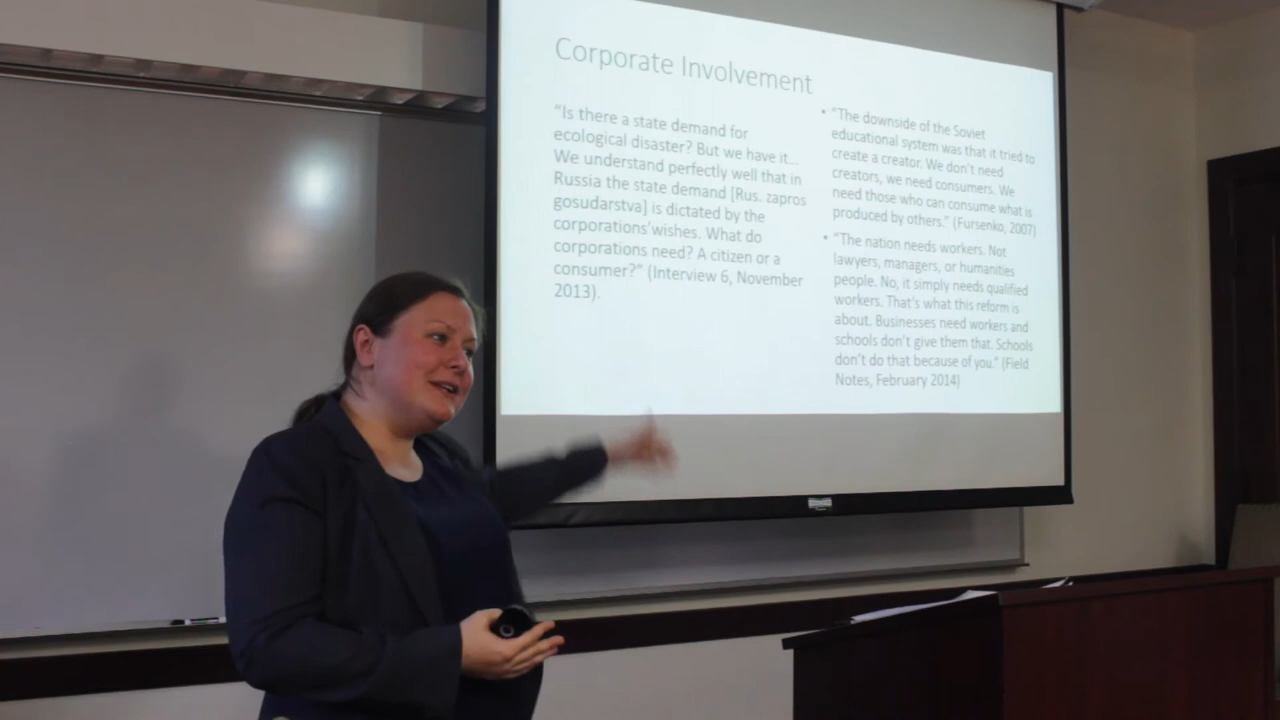 Corporate Involvement
“Is there a state demand for
ecological disaster? But we have it...
We understand perfectly well that in
Russia the state demand [Rus. zapros
gosudarstva] is dictated by the
corporations’ wishes. What do
corporations need? A citizen or a
consumer?” (Interview 6, November
2013).
• “The downside of the Soviet
educational system was that it tried to
create a creator. We don’t need
creators, we need consumers. We
need those who can consume what is
produced by others.” (Fursenko, 2007)
• “The nation needs workers. Not
lawyers, managers, or humanities
people. No, it simply needs qualified
workers. That’s what this reform is
about. Businesses need workers and
schools don’t give them that. Schools
don’t do that because of you.” (Field
Notes, February 2014)